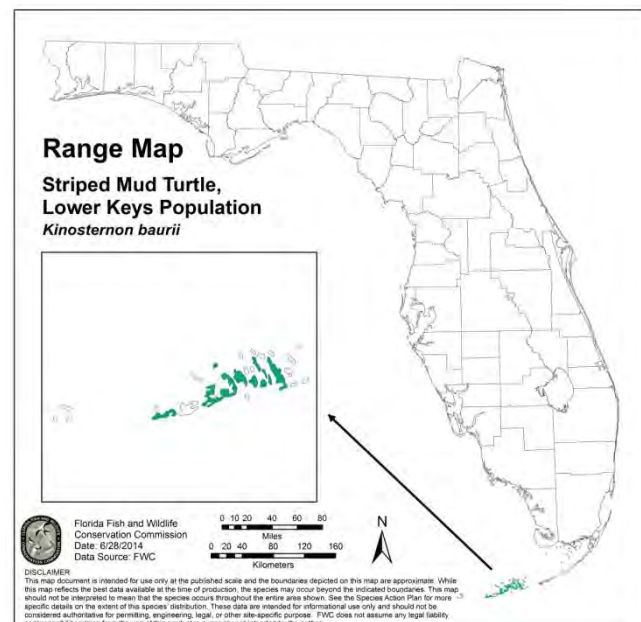 Range Map
Striped Mud Turtle,
Lower Keys Population
Kinosternon baurii
Florida Fish and Wildlife
Conservation Commission
Date: 6/28/2014
Data Source: FWC
0 10 20 40 60 80
Miles
0 20 40 80 120 160
Kilometers
N
DISCLAIMER
This map document is intended for use only at the published scale and the boundaries depicted on this map are approximate. While
this map reflects the best data available at the time of production, the species may occur beyond the indicated boundaries. This map
should not be interpreted to mean that the species occurs throughout the entire area shown. See the Species Action Plan for more
specific details on the extent of this species' distribution. These data are intended for informational use only and should not be
considered authoritative for permitting, engineering, legal, or other site-specific purpose. FWC does not assume any legal liability